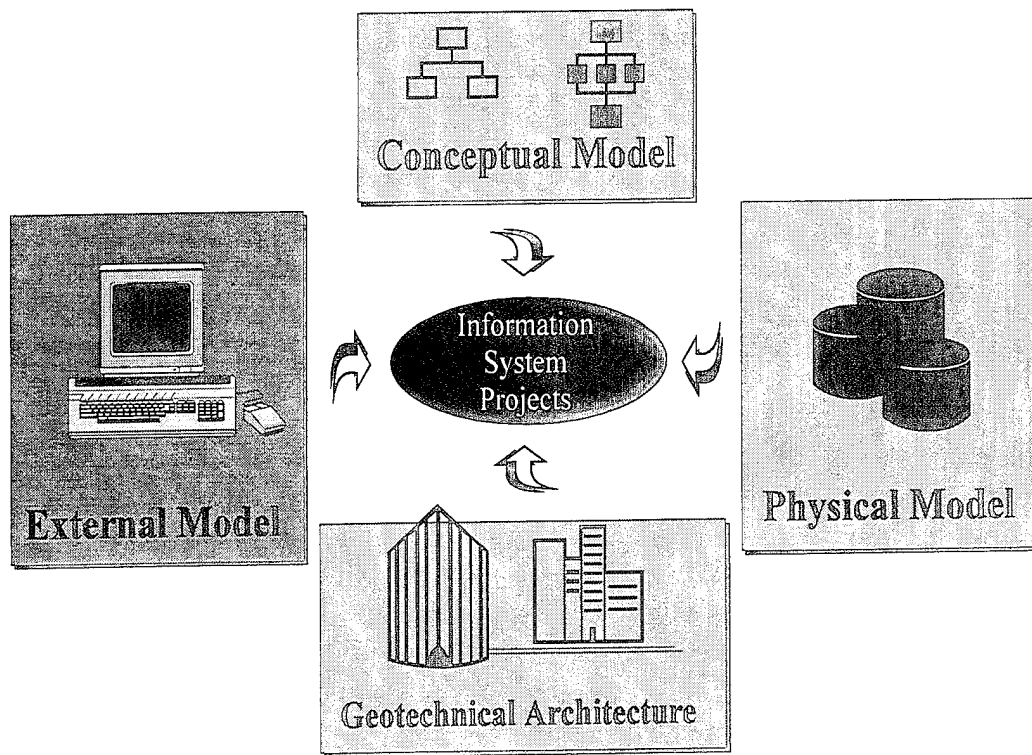 Conceptual Model
Information
System
Projects
External Model
Physical Model
Geotechnical Architecture